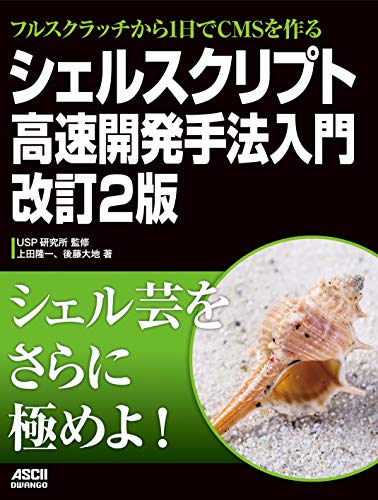 フルスクラッチから1日でCMSを作る
シェルスクリプト
高速開発手法入門
改訂2版
USP 研究所 監修
上田隆一、後藤大地 著
シェル芸を
さらに
極めよ！
ASCII
DWANGO